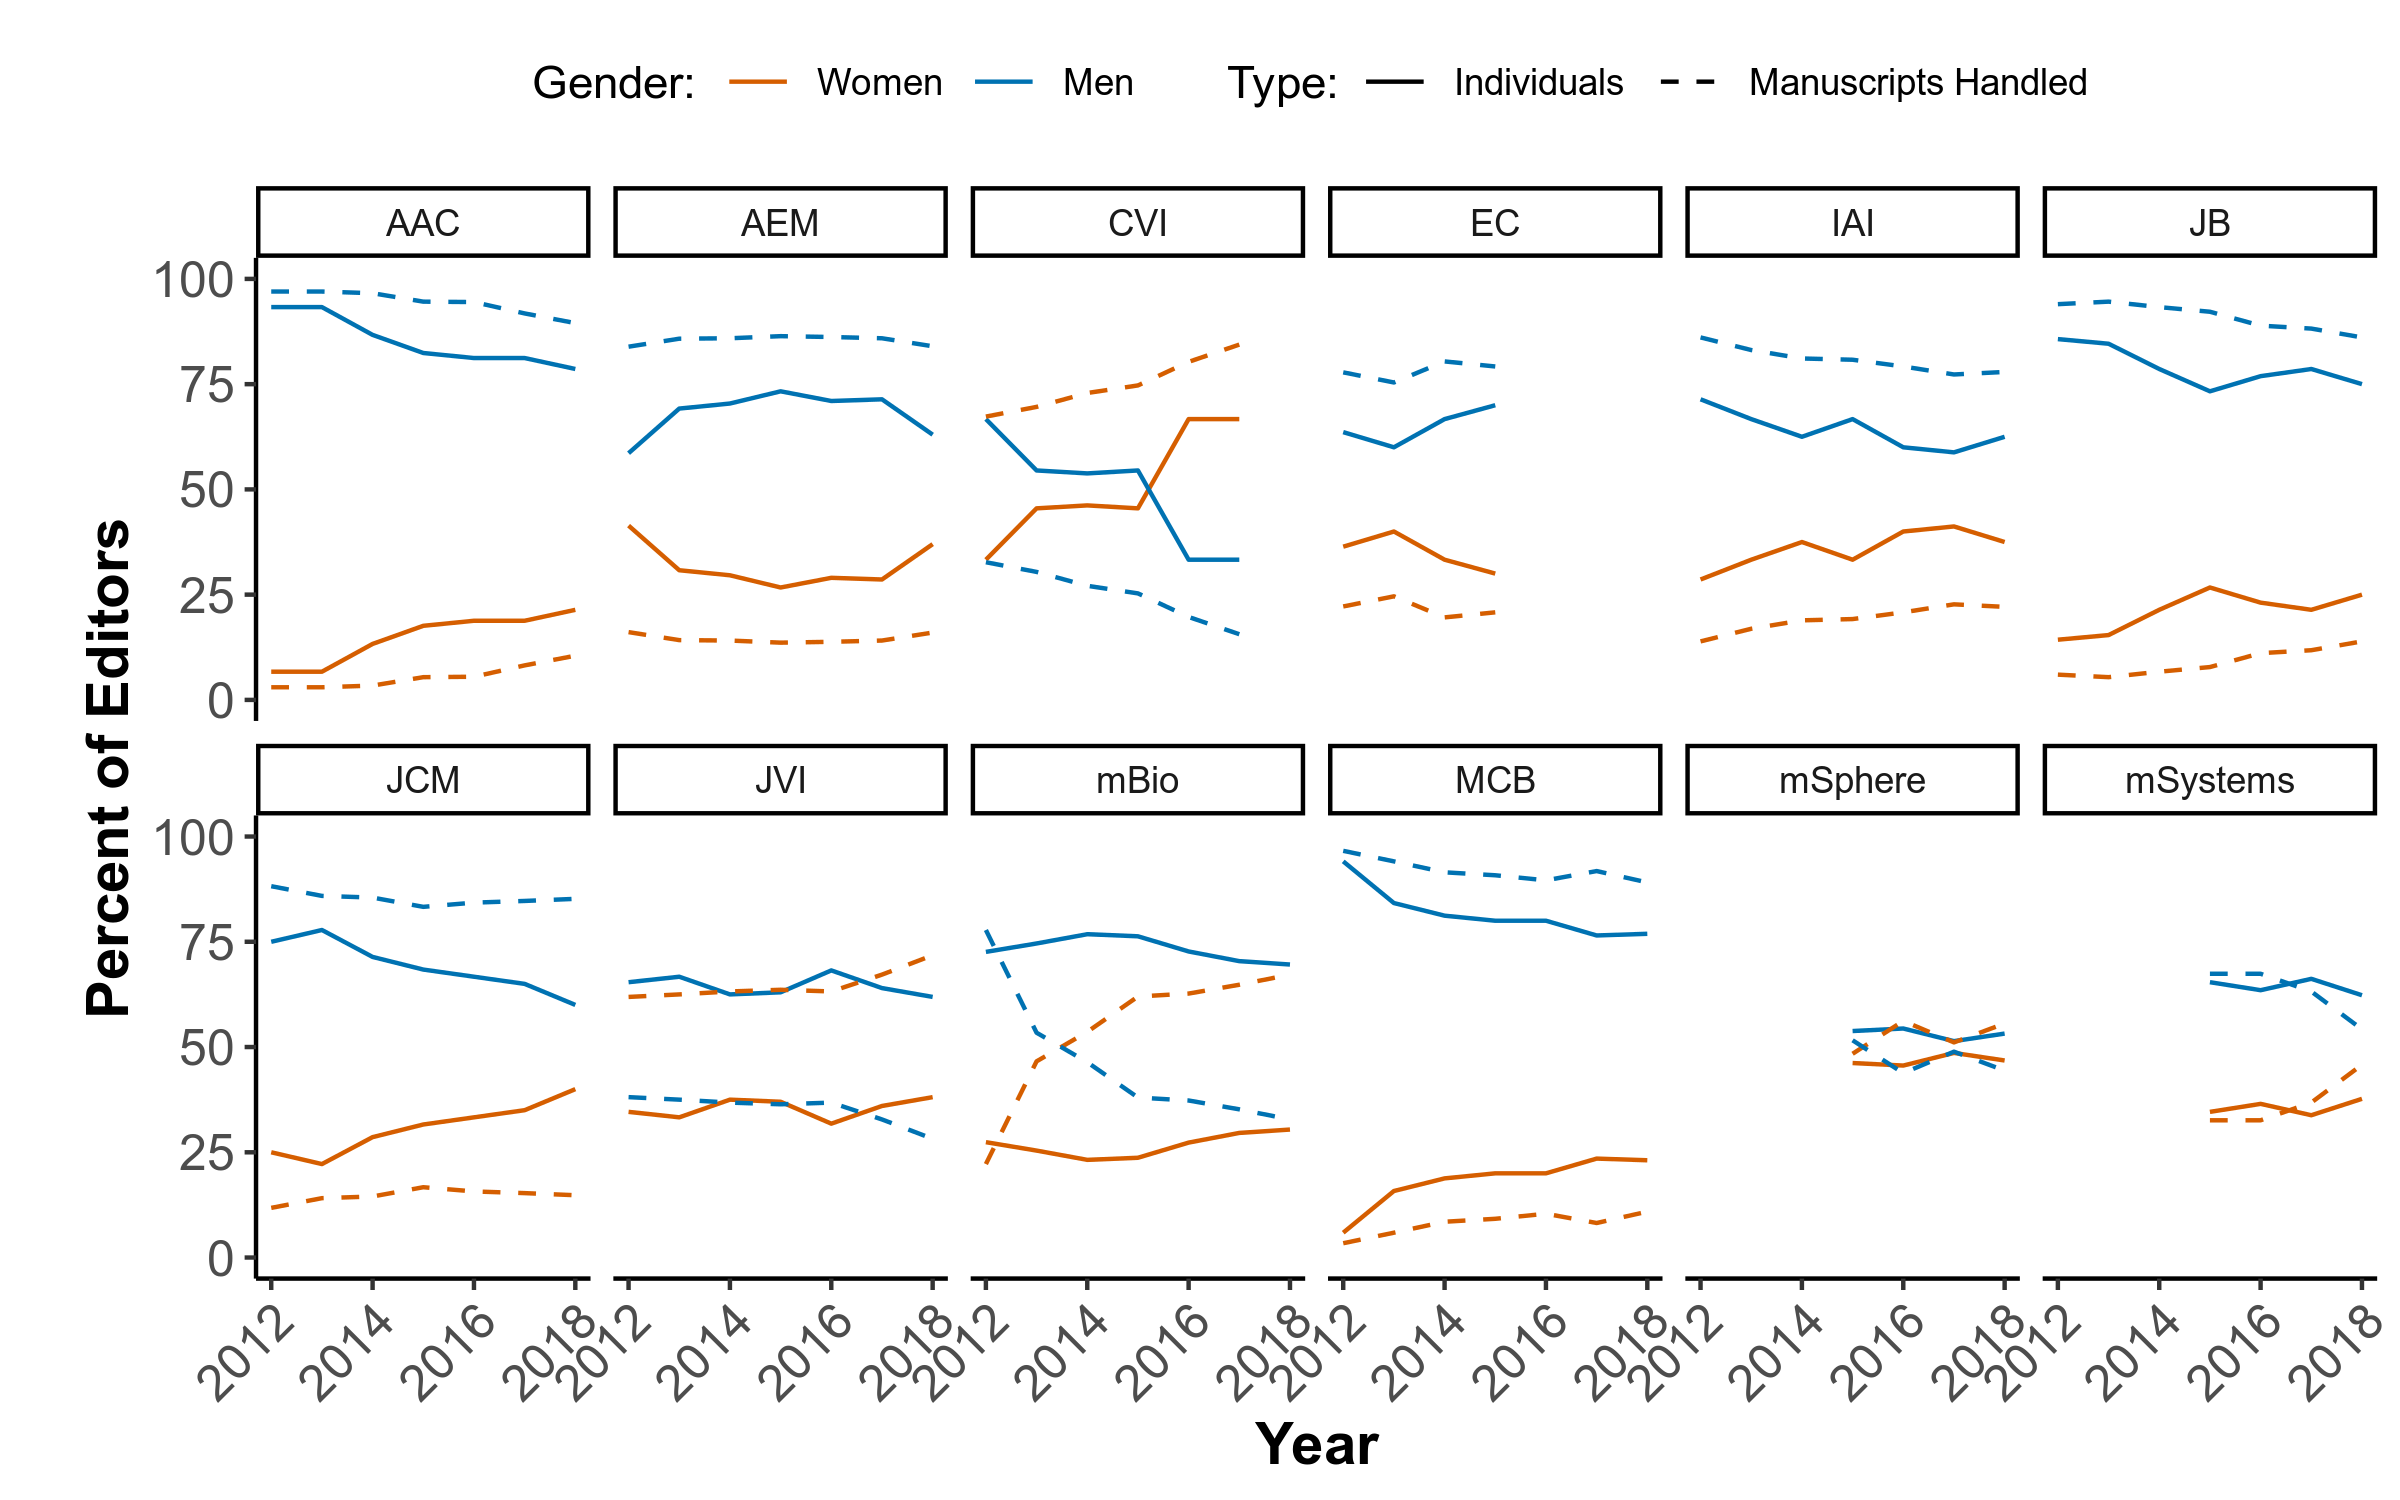 Gender: Women Men Type: Individuals Manuscripts Handled
AAC AEM CVI EC IAI JB
100
75
50
25
0
JCM JVI mBio MCB mSphere mSystems
100
75
50
25
0
Percent of Editors
2012 2014 2016 2018 2012 2014 2016 2018 2012 2014 2016 2018 2012 2014 2016 2018 2012 2014 2016 2018 2012 2014 2016 2018
Year